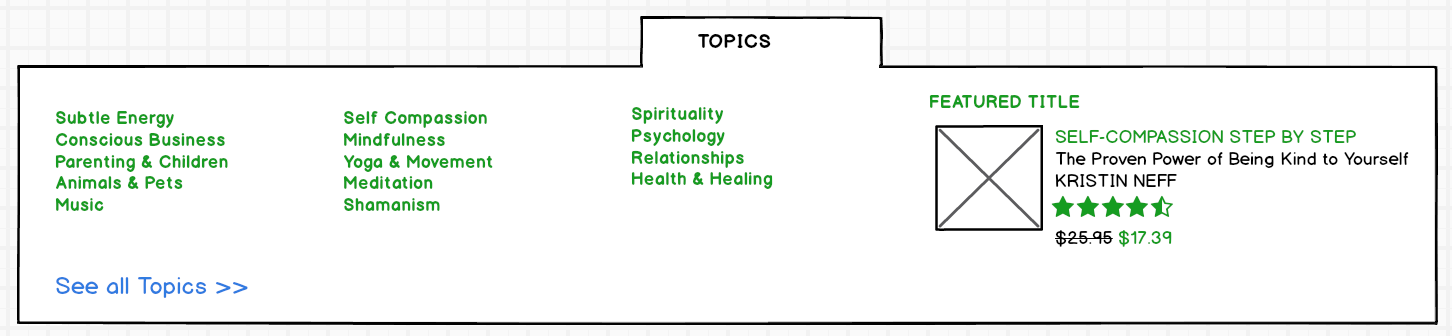 TOPICS
Subtle Energy
Conscious Business
Parenting & Children
Animals & Pets
Music
Self Compassion
Mindfulness
Yoga & Movement
Meditation
Shamanism
Spirituality
Psychology
Relationships
Health & Healing
FEATURED TITLE
SELF-COMPASSION STEP BY STEP
The Proven Power of Being Kind to Yourself
KRISTIN NEFF
$25.95 $17.39
See all Topics >>